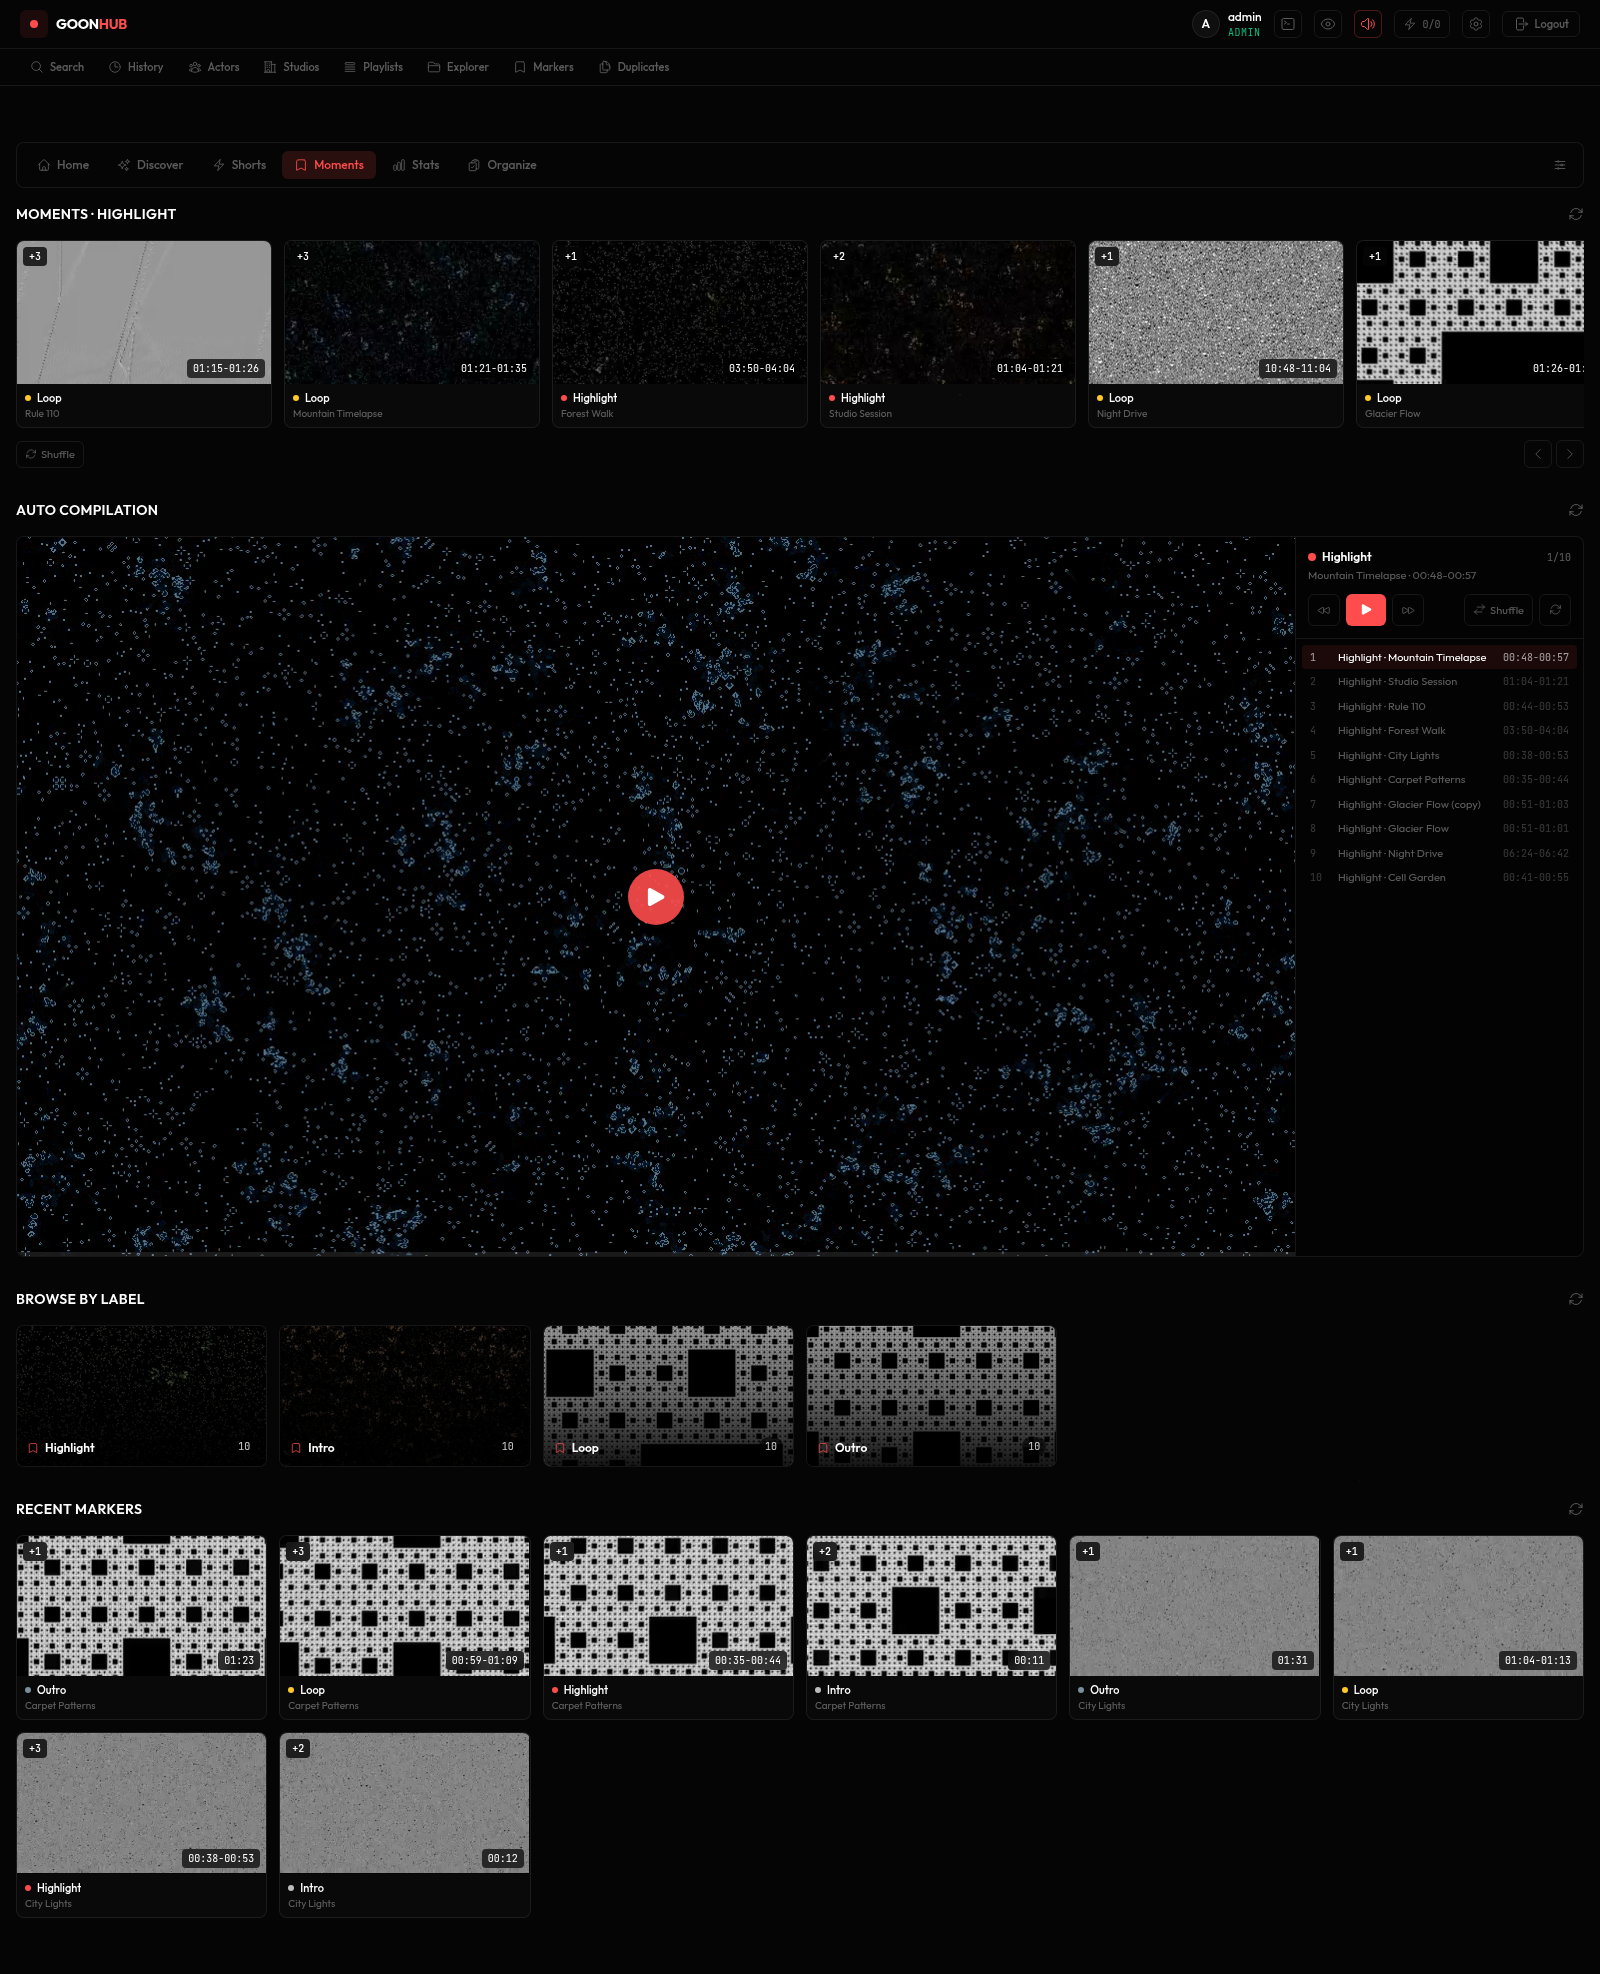 GOONHUB
A admin ADMIN 0/0 Logout
Search History Actors Studios Playlists Explorer Markers Duplicates
Home Discover Shorts Moments Stats Organize
MOMENTS · HIGHLIGHT
+3 +3 +1 +2 +1 +1
01:15-01:26 01:21-01:35 03:50-04:04 01:04-01:21 10:48-11:04 01:26-01:
Loop Loop Highlight Highlight Loop Loop
Rule 110 Mountain Timelapse Forest Walk Studio Session Night Drive Glacier Flow
Shuffle
AUTO COMPILATION
Highlight 1/10
Mountain Timelapse · 00:48-00:57
Shuffle
1 Highlight · Mountain Timelapse 00:48-00:57
2 Highlight · Studio Session 01:04-01:21
3 Highlight · Rule 110 00:44-00:53
4 Highlight · Forest Walk 03:50-04:04
5 Highlight · City Lights 00:38-00:53
6 Highlight · Carpet Patterns 00:35-00:44
7 Highlight · Glacier Flow (copy) 00:51-01:03
8 Highlight · Glacier Flow 00:51-01:01
9 Highlight · Night Drive 06:24-06:42
10 Highlight · Cell Garden 00:41-00:55
BROWSE BY LABEL
Highlight 10 Intro 10 Loop 10 Outro 10
RECENT MARKERS
+1 +3 +1 +2 +1 +1
01:23 00:59-01:09 00:35-00:44 00:11 01:31 01:04-01:13
Outro Loop Highlight Intro Outro Loop
Carpet Patterns Carpet Patterns Carpet Patterns Carpet Patterns City Lights City Lights
+3 +2
00:38-00:53 00:12
Highlight Intro
City Lights City Lights